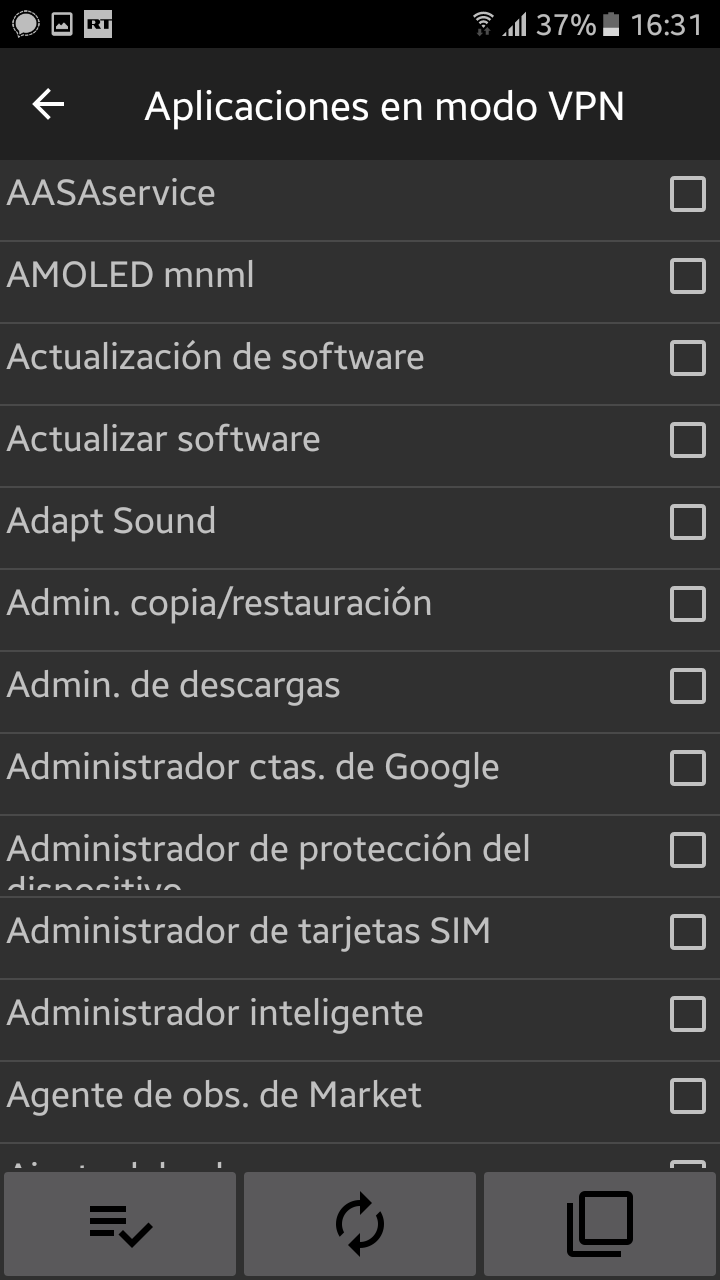 RT
37%
16:31
Aplicaciones en modo VPN
AASAservice
AMOLED mnml
Actualización de software
Actualizar software
Adapt Sound
Admin. copia/restauración
Admin. de descargas
Administrador ctas. de Google
Administrador de protección del
dispositivo
Administrador de tarjetas SIM
Administrador inteligente
Agente de obs. de Market